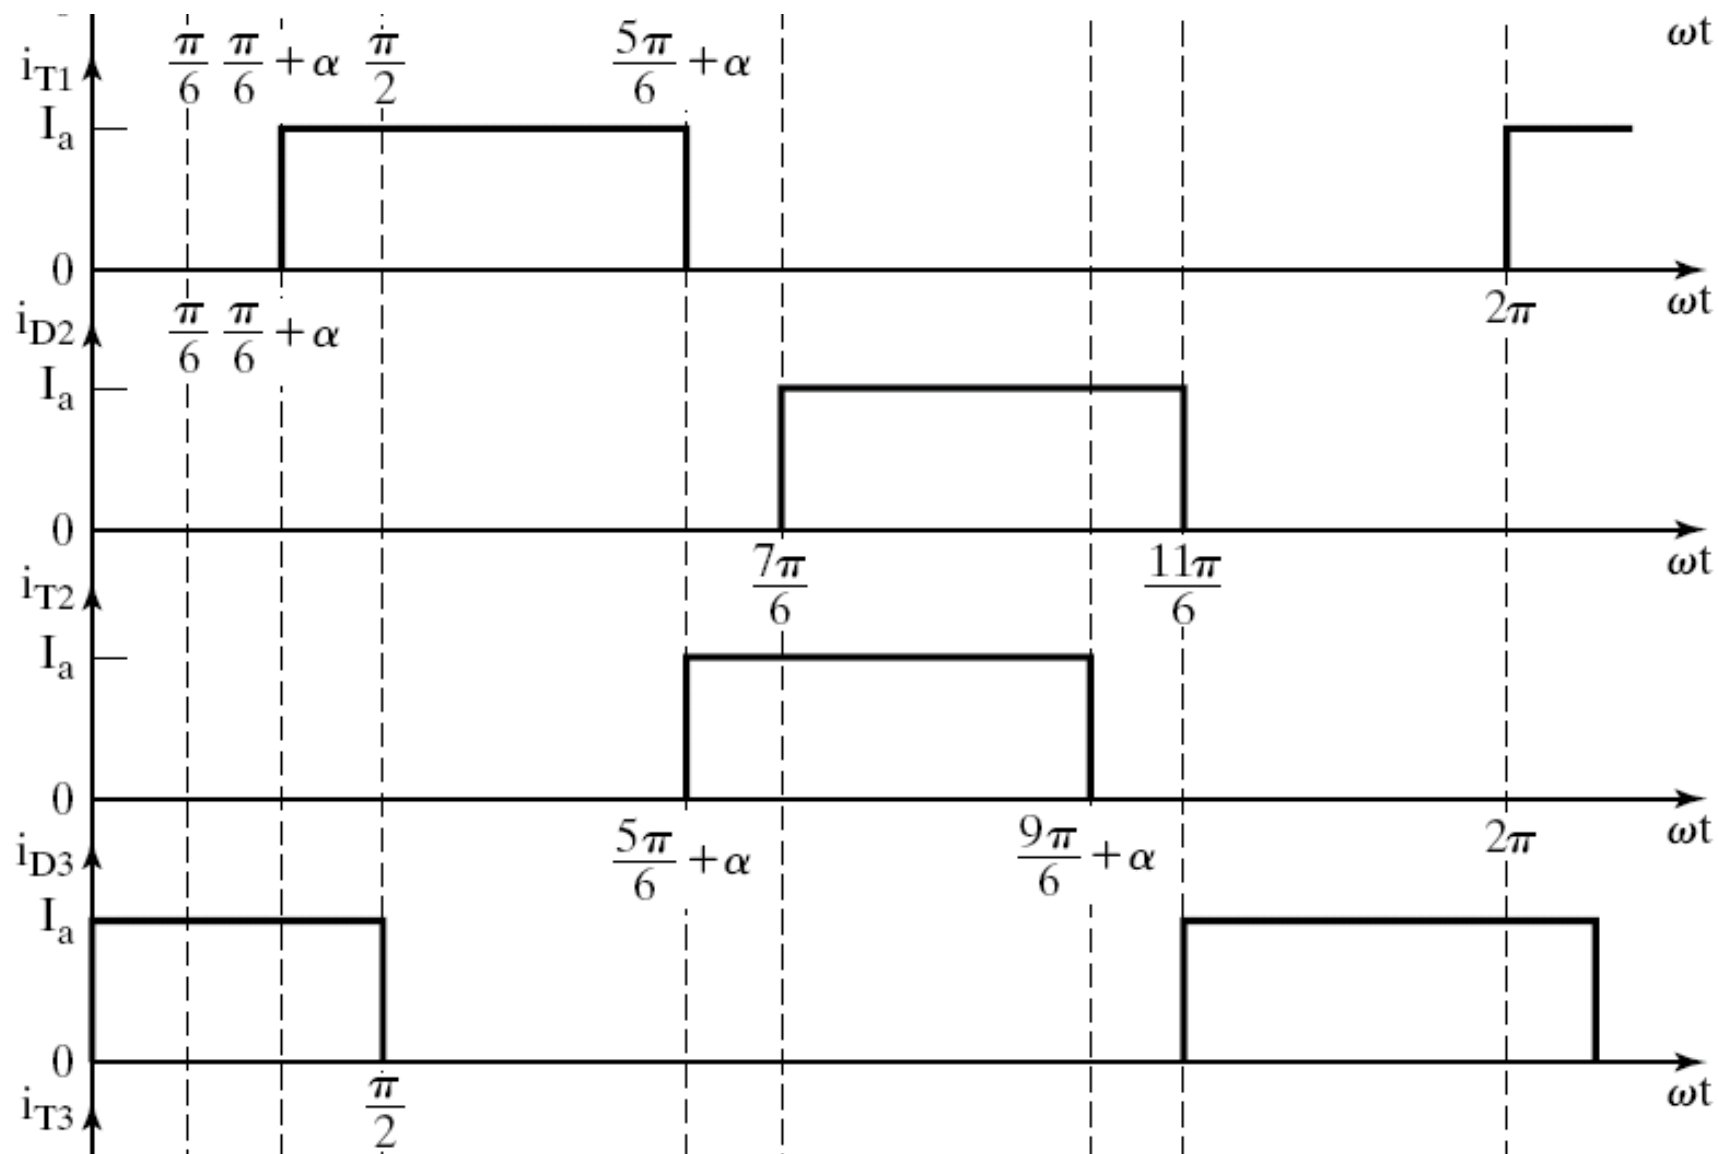 ωt
i_T1
π/6 π/6 + α π/2 5π/6 + α
I_a
0
2π ωt
i_D2
π/6 π/6 + α
I_a
0
7π/6 11π/6 ωt
i_T2
I_a
0
5π/6 + α 9π/6 + α 2π ωt
i_D3
I_a
0
π/2 ωt
i_T3